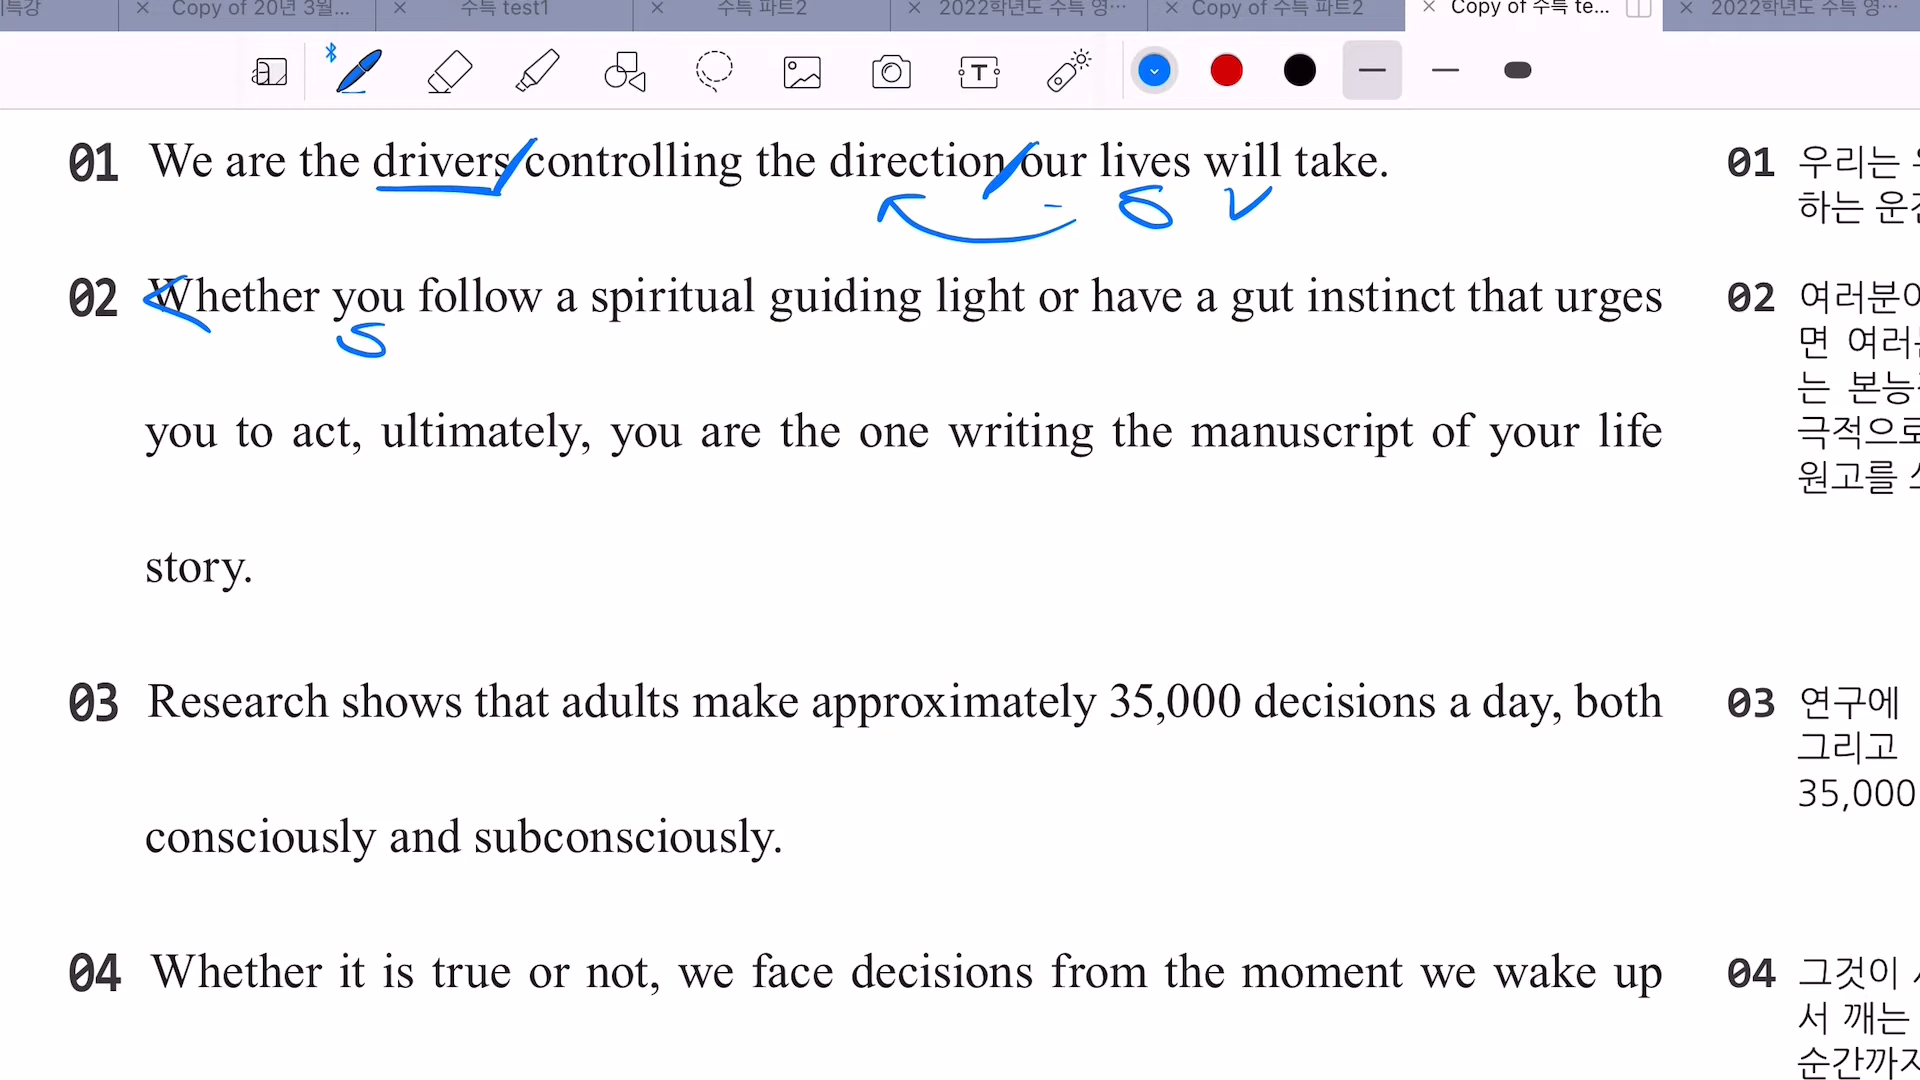 특강
Copy of 20년 3월...
수특 test1
수특 파트2
2022학년도 수특 영...
Copy of 수특 파트2
Copy of 수특 te...
2022학년도 수특 영...
T
01 We are the drivers controlling the direction our lives will take.
S V
02 Whether you follow a spiritual guiding light or have a gut instinct that urges
S
you to act, ultimately, you are the one writing the manuscript of your life
story.
03 Research shows that adults make approximately 35,000 decisions a day, both
consciously and subconsciously.
04 Whether it is true or not, we face decisions from the moment we wake up
01 우리는
하는
02 여러분이
면
는
극적으로
원고를
03 연구에
그리고
35,000
04 그것이
서 깨는
순간까지